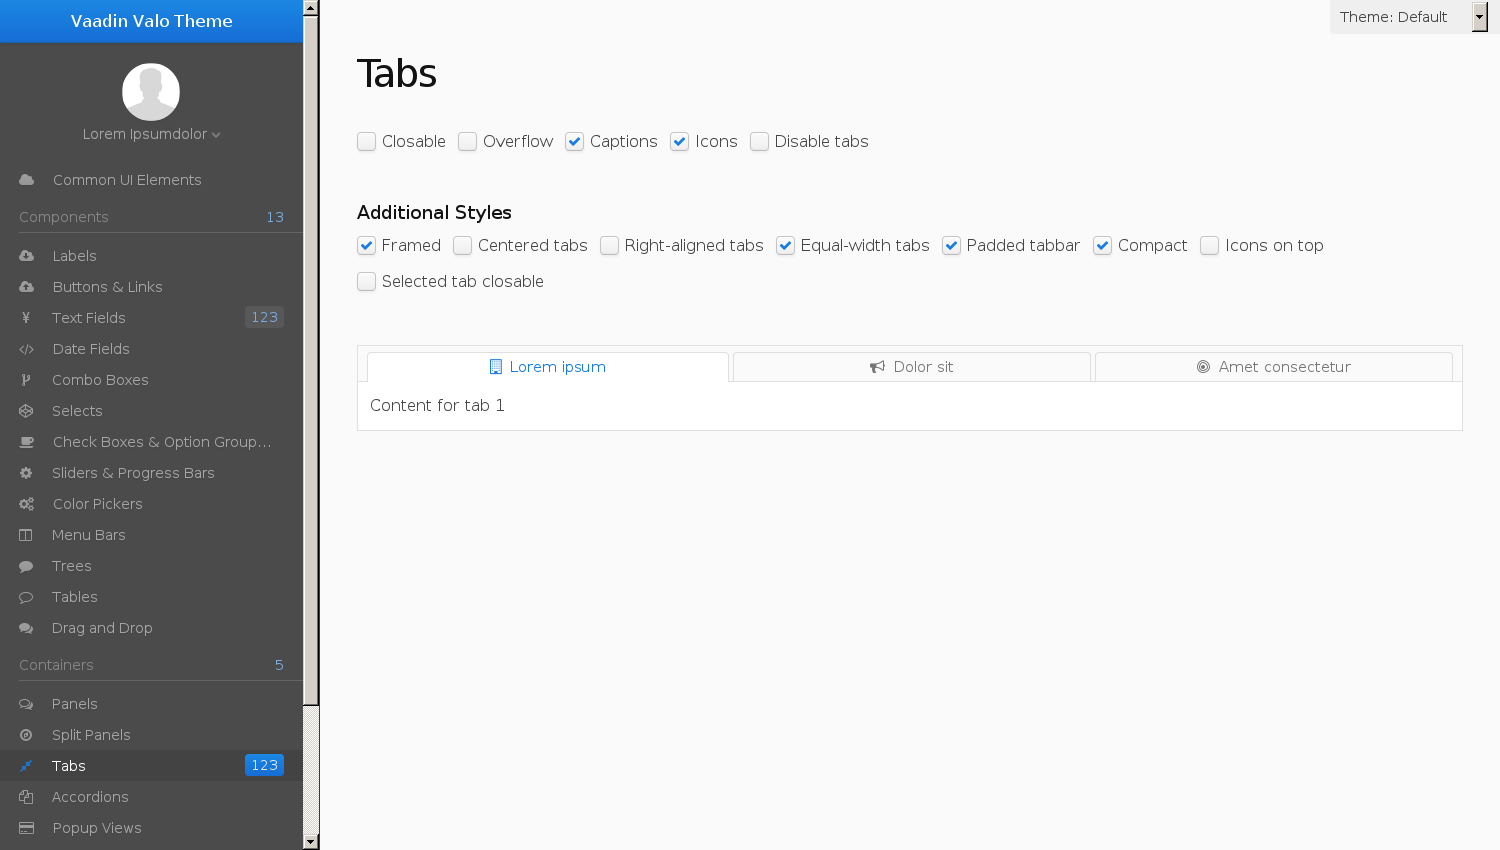 Vaadin Valo Theme
Lorem Ipsumdolor
Common UI Elements
Components 13
Labels
Buttons & Links
Text Fields 123
Date Fields
Combo Boxes
Selects
Check Boxes & Option Group…
Sliders & Progress Bars
Color Pickers
Menu Bars
Trees
Tables
Drag and Drop
Containers 5
Panels
Split Panels
Tabs 123
Accordions
Popup Views
Theme: Default
Tabs
Closable Overflow Captions Icons Disable tabs
Additional Styles
Framed Centered tabs Right-aligned tabs Equal-width tabs Padded tabbar Compact Icons on top
Selected tab closable
Lorem ipsum Dolor sit Amet consectetur
Content for tab 1